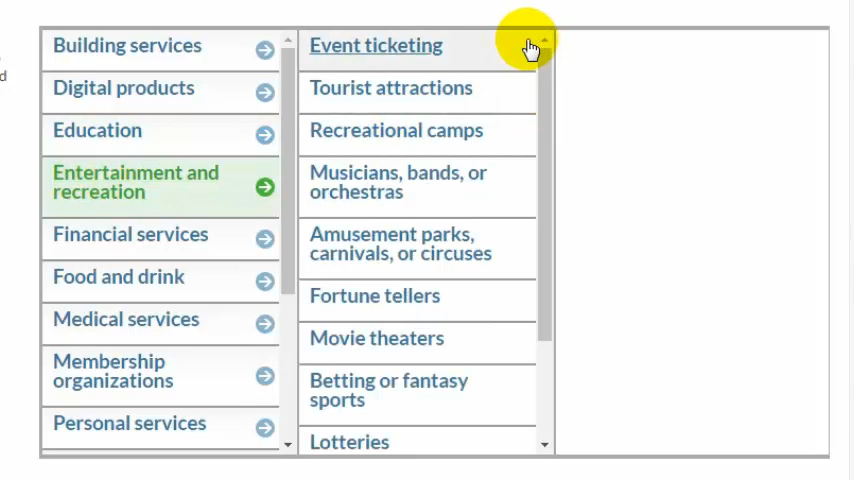 Building services
Digital products
Education
Entertainment and
recreation
Financial services
Food and drink
Medical services
Membership
organizations
Personal services
Event ticketing
Tourist attractions
Recreational camps
Musicians, bands, or
orchestras
Amusement parks,
carnivals, or circuses
Fortune tellers
Movie theaters
Betting or fantasy
sports
Lotteries